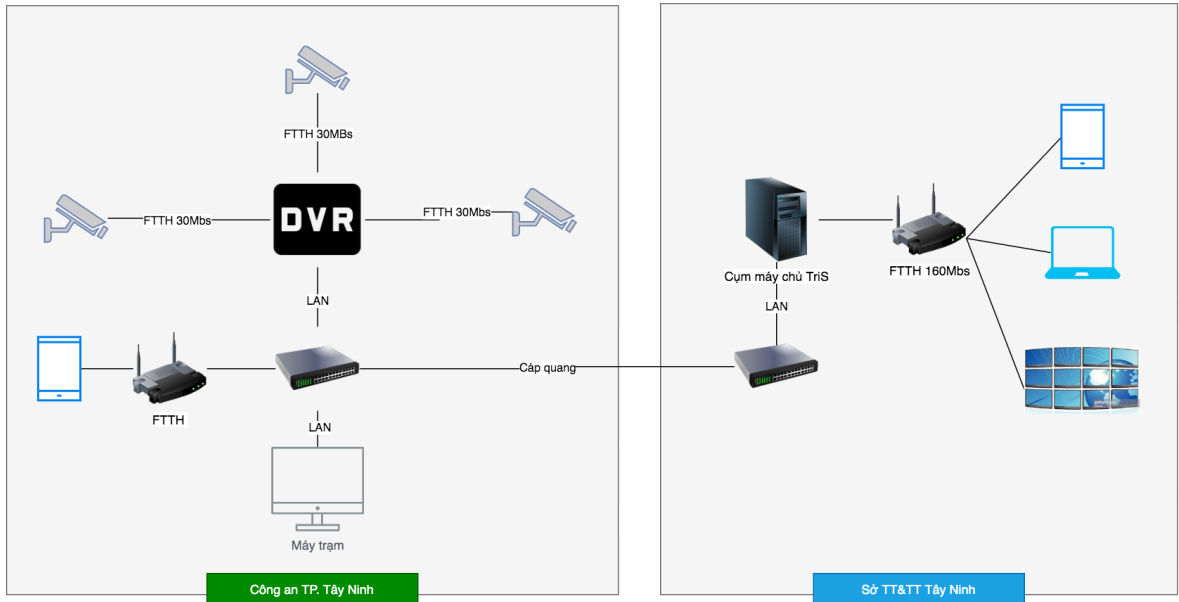 FTTH 30MBs
FTTH 30Mbs
DVR
FTTH 30Mbs
LAN
FTTH
LAN
Máy trạm
Công an TP. Tây Ninh
Cáp quang
Cụm máy chủ TriS
LAN
FTTH 160Mbs
Sở TT&TT Tây Ninh